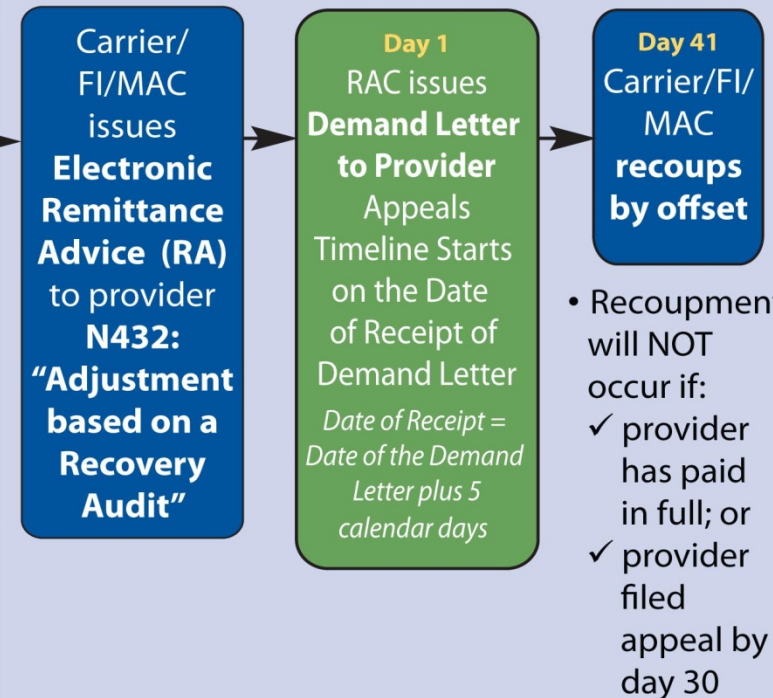 Carrier/
FI/MAC
issues
Electronic
Remittance
Advice (RA)
to provider
N432:
“Adjustment
based on a
Recovery
Audit”
Day 1
RAC issues
Demand Letter
to Provider
Appeals
Timeline Starts
on the Date
of Receipt of
Demand Letter
Date of Receipt =
Date of the Demand
Letter plus 5
calendar days
Day 41
Carrier/FI/
MAC
recoups
by offset
• Recoupment
will NOT
occur if:
✓ provider
has paid
in full; or
✓ provider
filed
appeal by
day 30